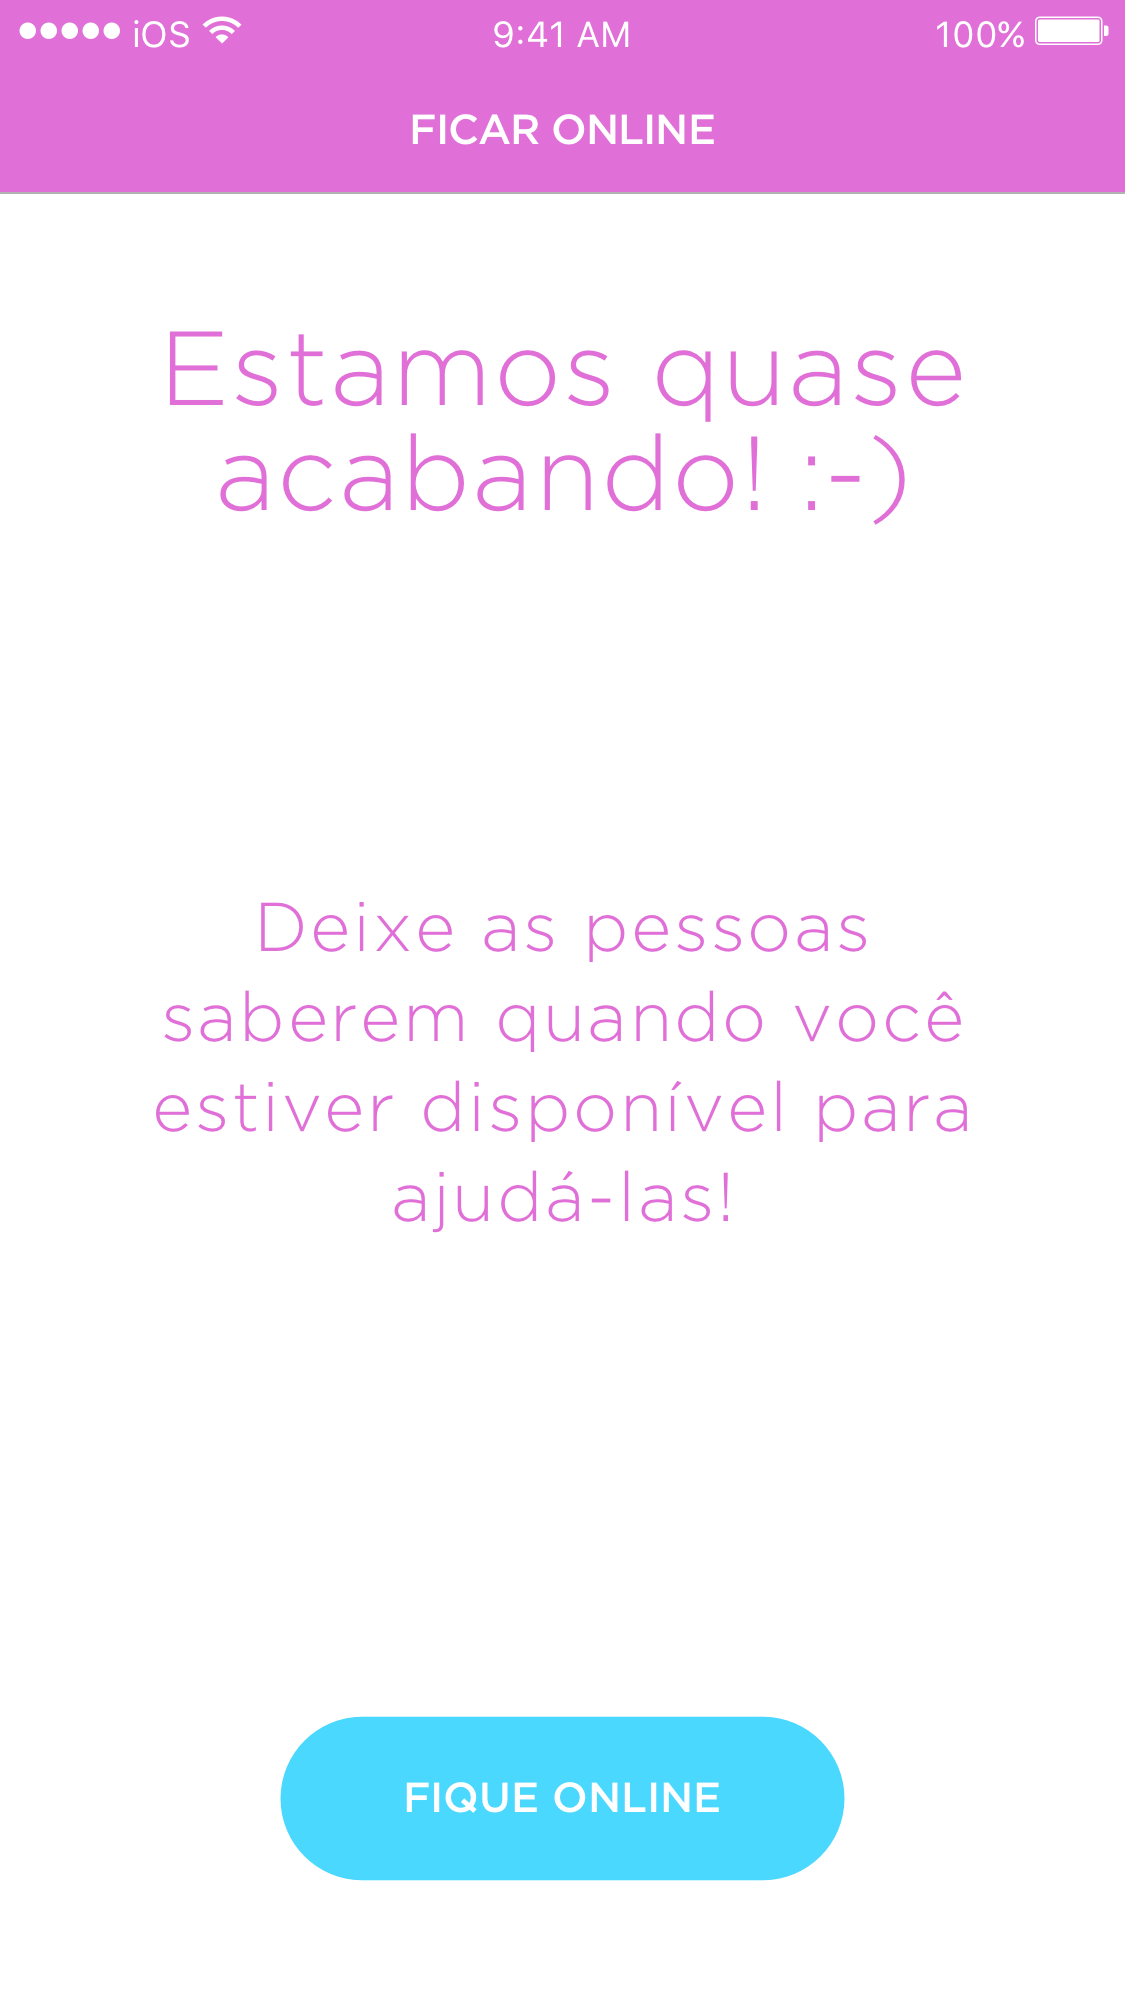 iOS 9:41 AM 100%
FICAR ONLINE
Estamos quase
acabando! :-)
Deixe as pessoas
saberem quando você
estiver disponível para
ajudá-las!
FIQUE ONLINE